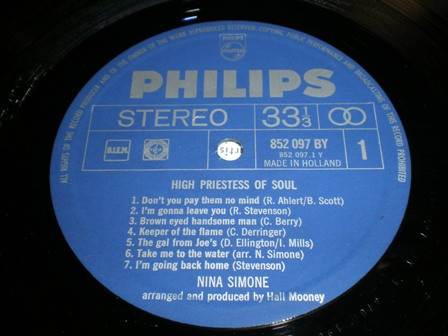 ALL RIGHTS OF THE RECORD PRODUCER AND OF THE OWNER OF THE WORK REPRODUCED RESERVED. COPYING, PUBLIC PERFORMANCE AND BROADCASTING OF THIS RECORD PROHIBITED
PHILIPS
PHILIPS
STEREO 33 1/3
B.I.E.M. 852 097 BY 1
852 097.1 Y
MADE IN HOLLAND
HIGH PRIESTESS OF SOUL
1. Don't you pay them no mind (R. Ahlert/B. Scott)
2. I'm gonna leave you (R. Stevenson)
3. Brown eyed handsome man (C. Berry)
4. Keeper of the flame (C. Derringer)
5. The gal from Joe's (D. Ellington/I. Mills)
6. Take me to the water (arr. N. Simone)
7. I'm going back home (Stevenson)
NINA SIMONE
arranged and produced by Hall Mooney